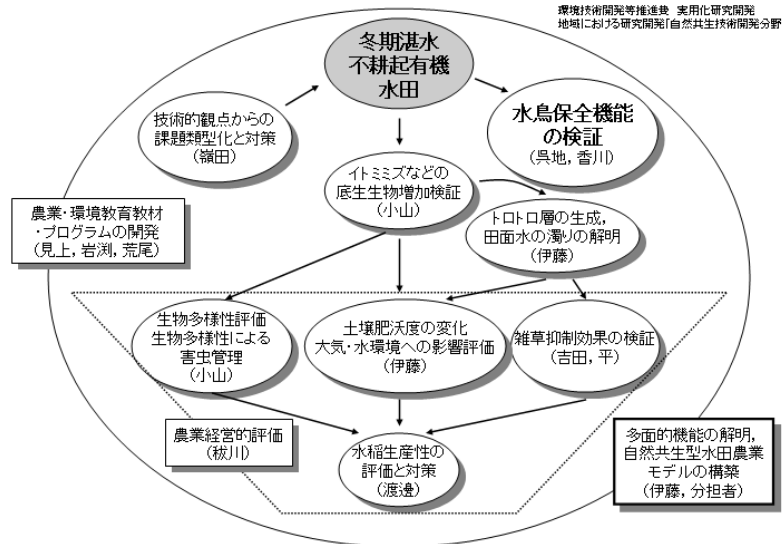 環境技術開発等推進費 実用化研究開発
地域における研究開発「自然共生技術開発分野
冬期湛水
不耕起有機
水田
技術的観点からの
課題類型化と対策
(嶺田)
水鳥保全機能
の検証
(呉地, 香川)
イトミミズなどの
底生生物増加検証
(小山)
農業・環境教育教材
・プログラムの開発
(見上, 岩渕, 荒尾)
トロトロ層の生成,
田面水の濁りの解明
(伊藤)
生物多様性評価
生物多様性による
害虫管理
(小山)
土壌肥沃度の変化
大気・水環境への影響評価
(伊藤)
雑草抑制効果の検証
(吉田, 平)
農業経営的評価
(秡川)
水稲生産性の
評価と対策
(渡邊)
多面的機能の解明,
自然共生型水田農業
モデルの構築
(伊藤, 分担者)